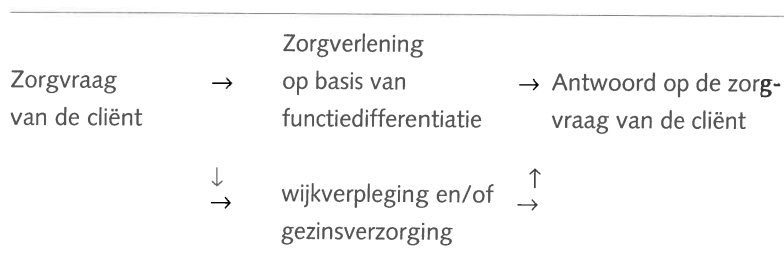 Zorgverlening
Zorgvraag → op basis van → Antwoord op de zorg-
van de cliënt functiedifferentiatie vraag van de cliënt
↓ ↑
→ wijkverpleging en/of →
gezinsverzorging